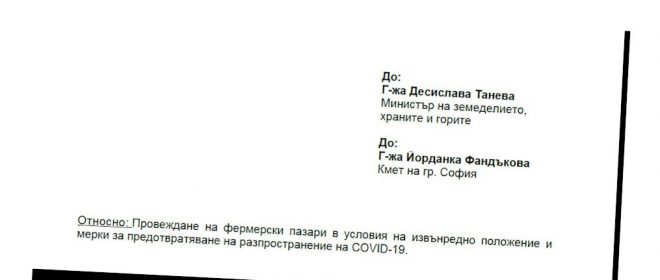 До:
Г-жа Десислава Танева
Министър на земеделието,
храните и горите
До:
Г-жа Йорданка Фандъкова
Кмет на гр. София
Относно: Провеждане на фермерски пазари в условия на извънредно положение и
мерки за предотвратяване на разпространение на COVID-19.